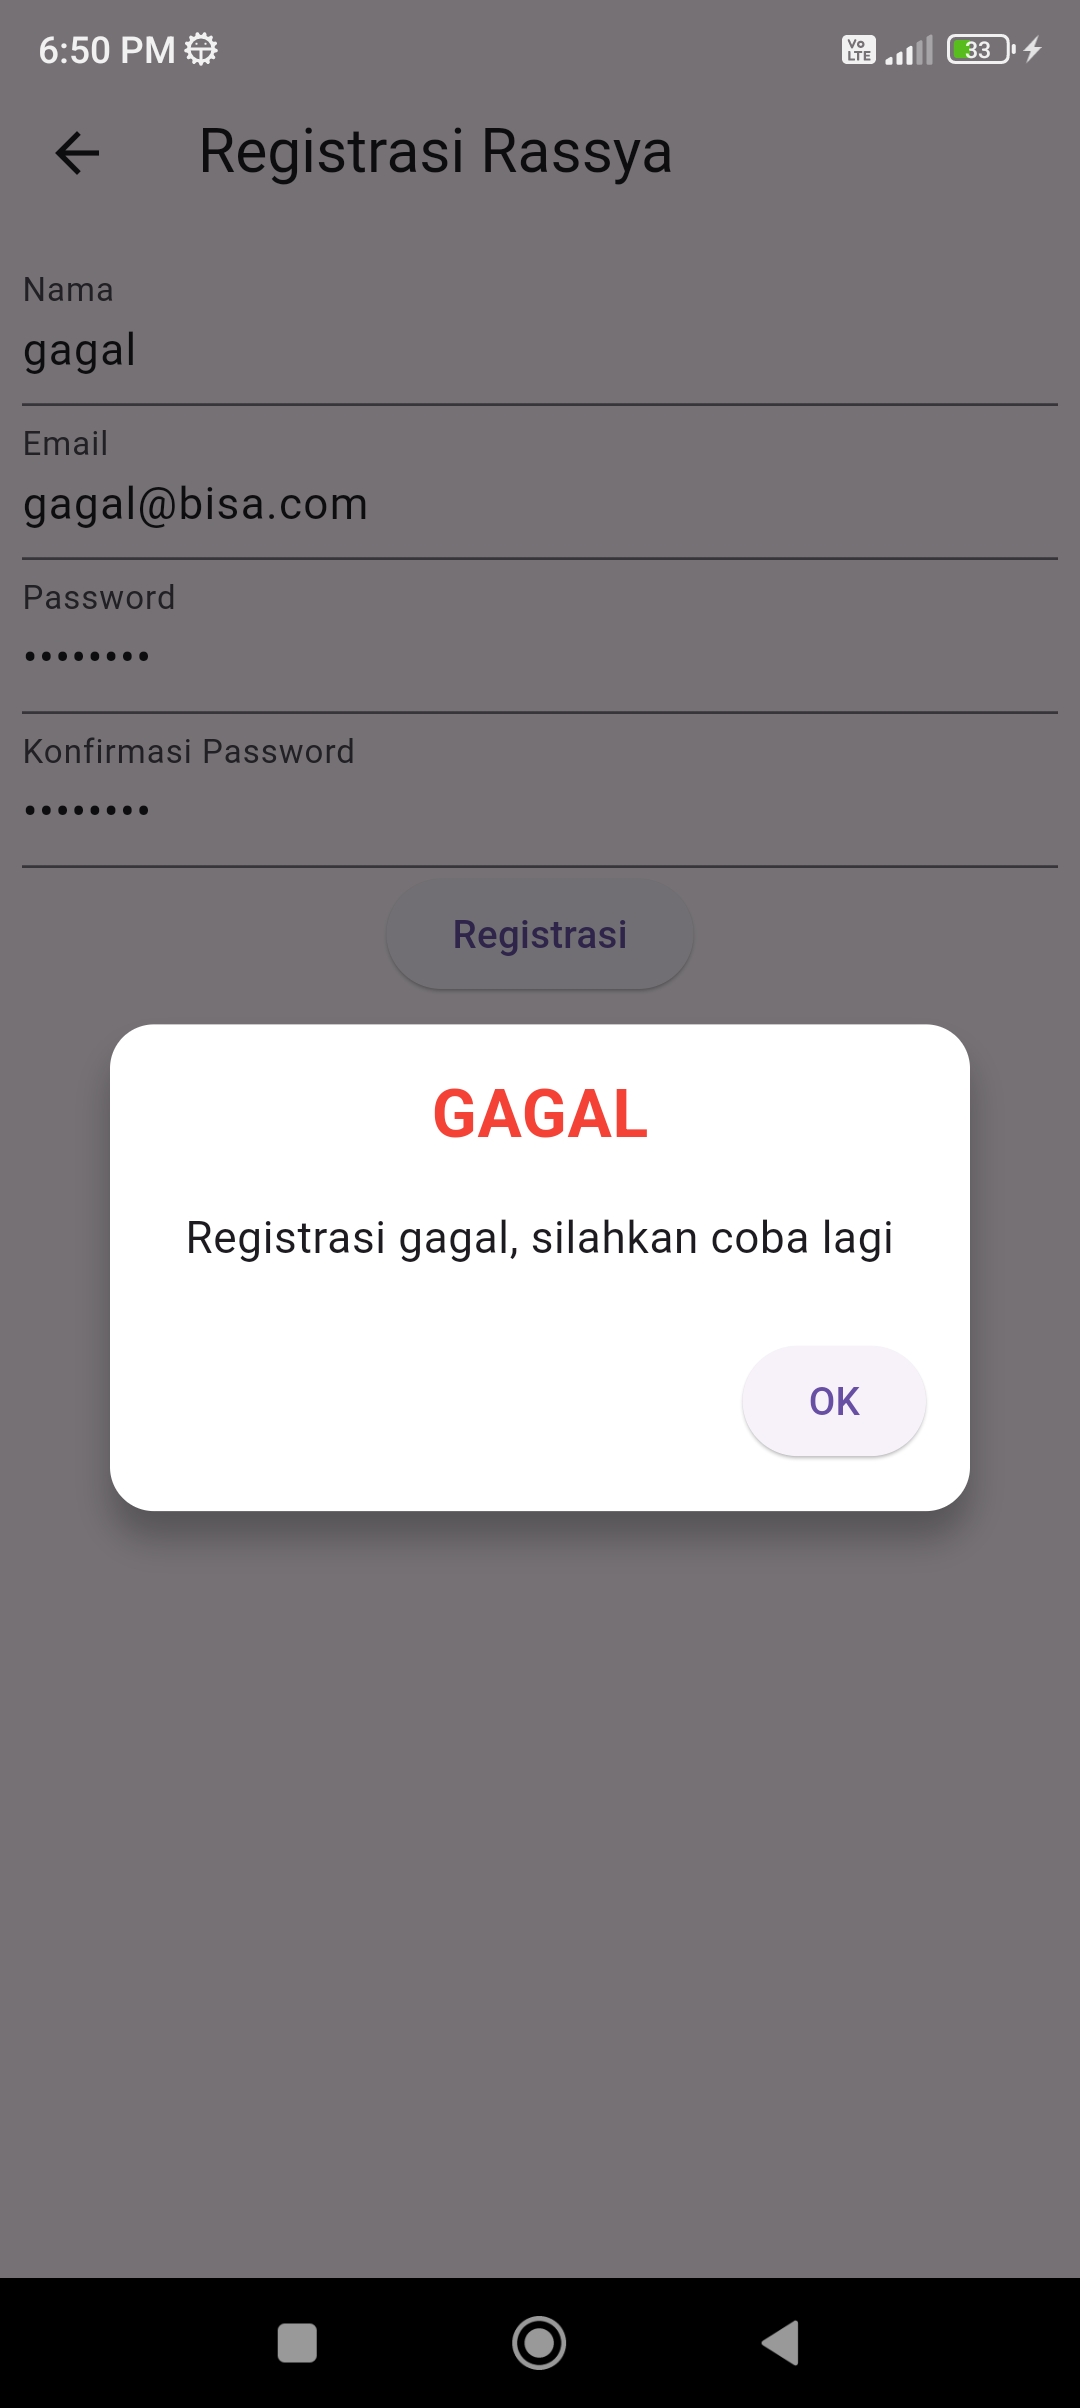 6:50 PM
Vo LTE
33
Registrasi Rassya
Nama
gagal
Email
gagal@bisa.com
Password
••••••••
Konfirmasi Password
••••••••
Registrasi
GAGAL
Registrasi gagal, silahkan coba lagi
OK